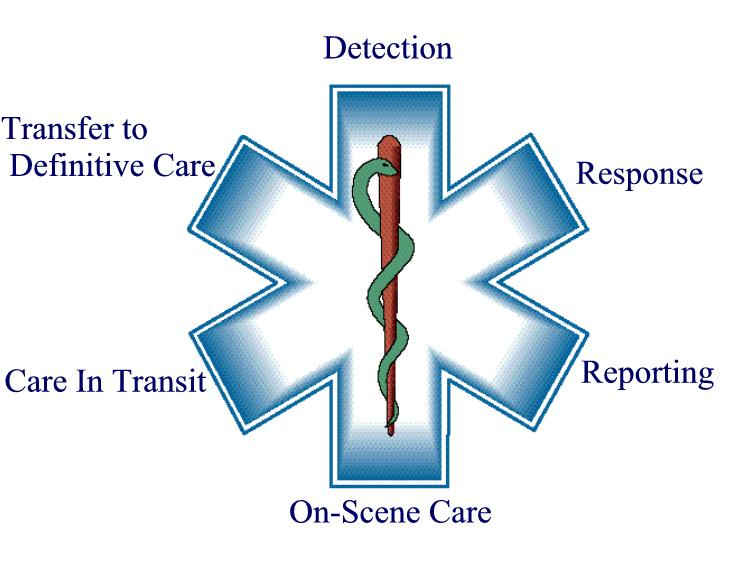 Detection
Response
Reporting
On-Scene Care
Care In Transit
Transfer to
Definitive Care